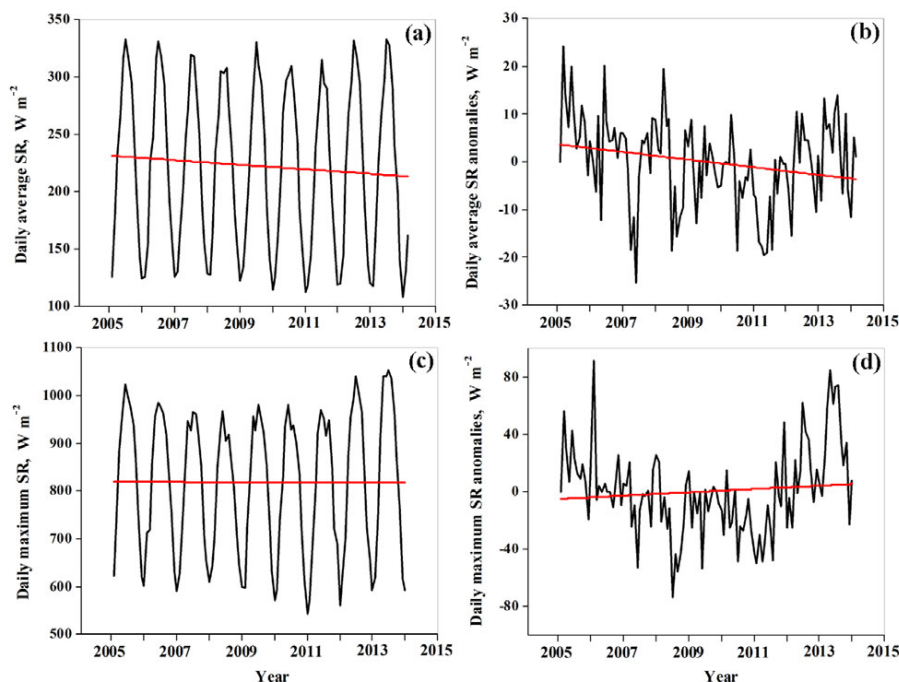 (a)
Daily average SR, W m⁻²
350
300
250
200
150
100
2005 2007 2009 2011 2013 2015
(b)
Daily average SR anomalies, W m⁻²
30
20
10
0
-10
-20
-30
2005 2007 2009 2011 2013 2015
(c)
Daily maximum SR, W m⁻²
1100
1000
900
800
700
600
500
2005 2007 2009 2011 2013 2015
Year
(d)
Daily maximum SR anomalies, W m⁻²
80
40
0
-40
-80
2005 2007 2009 2011 2013 2015
Year